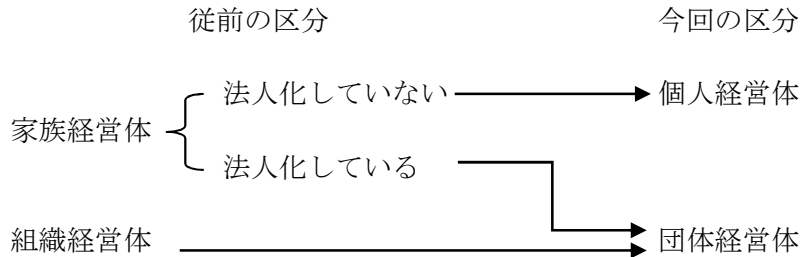 従前の区分 今回の区分
法人化していない 個人経営体
家族経営体
法人化している
組織経営体 団体経営体